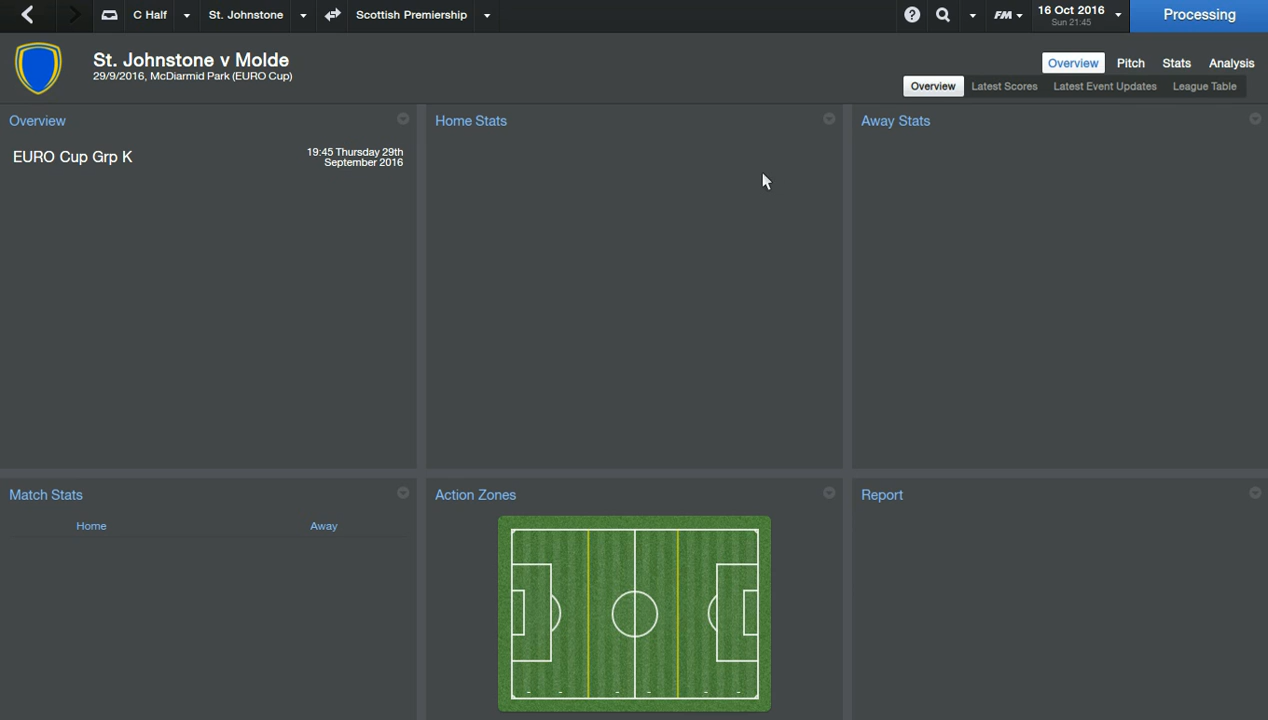 C Half
St. Johnstone
Scottish Premiership
?
FM
16 Oct 2016
Sun 21:45
Processing
St. Johnstone v Molde
29/9/2016, McDiarmid Park (EURO Cup)
Overview
Pitch
Stats
Analysis
Overview
Latest Scores
Latest Event Updates
League Table
Overview
EURO Cup Grp K
19:45 Thursday 29th
September 2016
Home Stats
Away Stats
Match Stats
Home
Away
Action Zones
Report